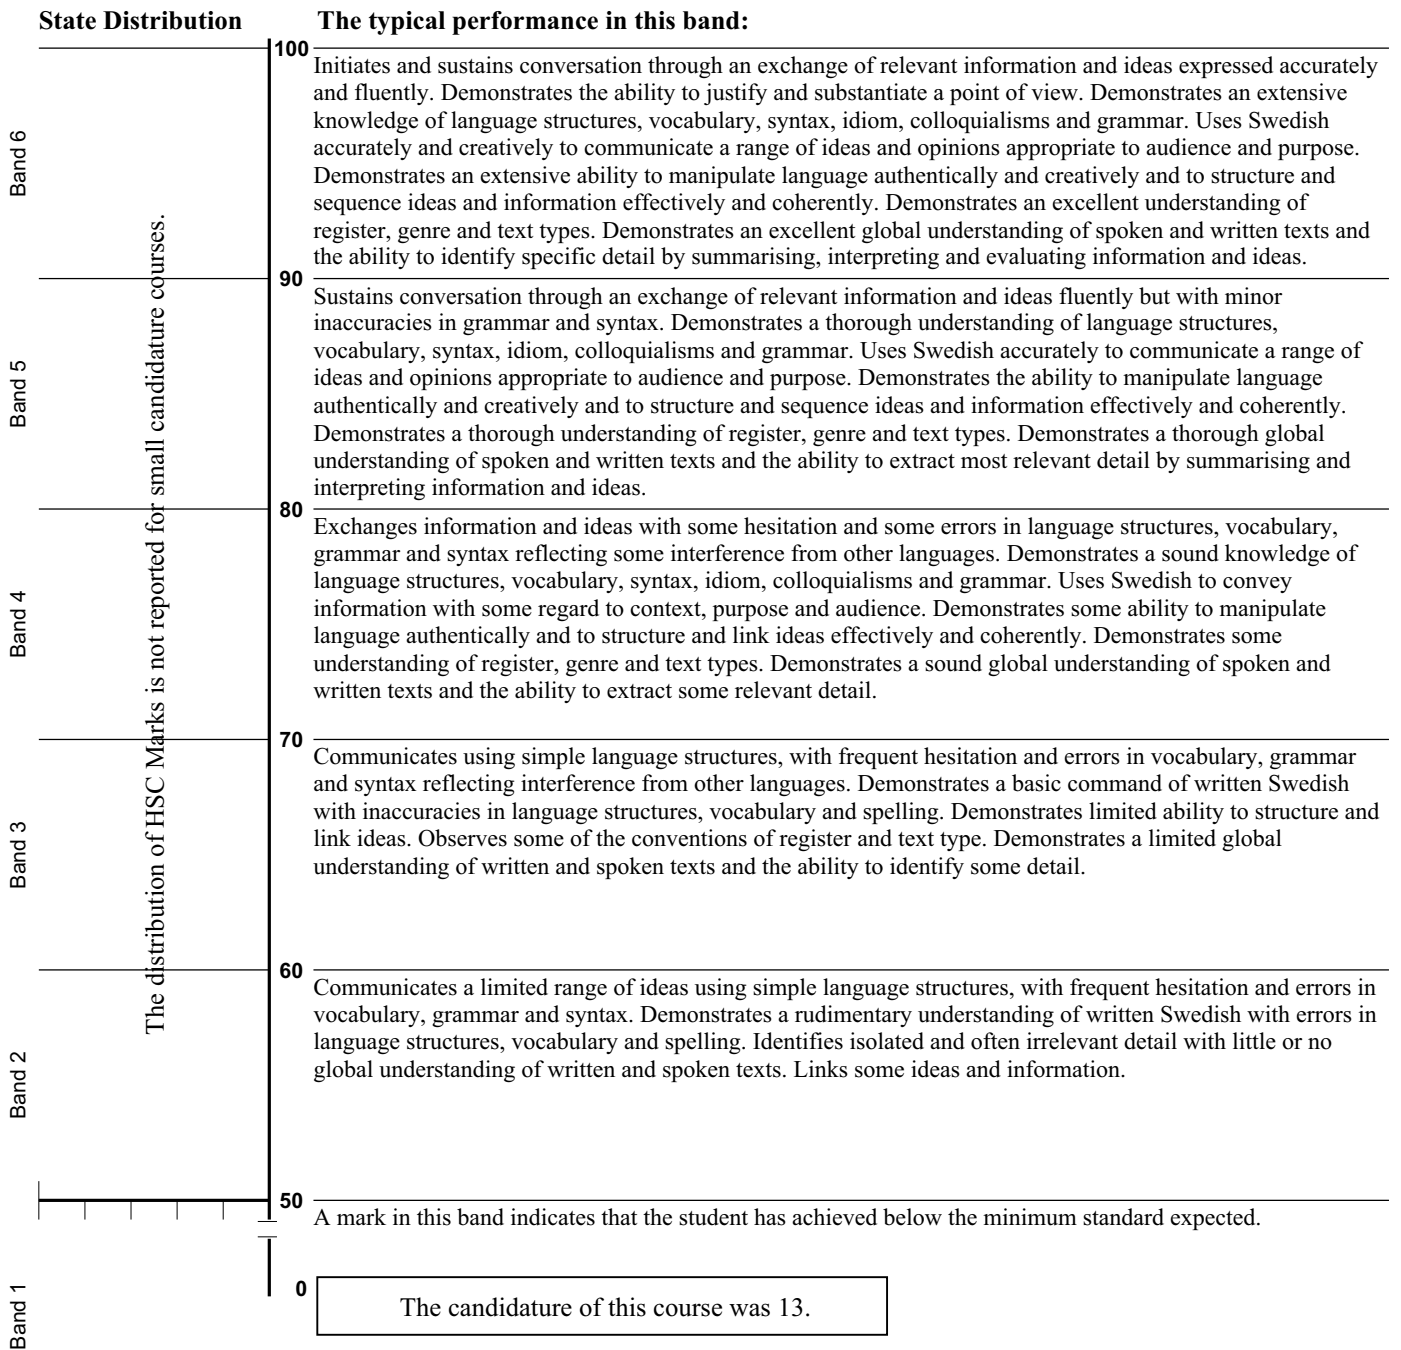 State Distribution
The typical performance in this band:
100
Band 6
Initiates and sustains conversation through an exchange of relevant information and ideas expressed accurately
and fluently. Demonstrates the ability to justify and substantiate a point of view. Demonstrates an extensive
knowledge of language structures, vocabulary, syntax, idiom, colloquialisms and grammar. Uses Swedish
accurately and creatively to communicate a range of ideas and opinions appropriate to audience and purpose.
Demonstrates an extensive ability to manipulate language authentically and creatively and to structure and
sequence ideas and information effectively and coherently. Demonstrates an excellent understanding of
register, genre and text types. Demonstrates an excellent global understanding of spoken and written texts and
the ability to identify specific detail by summarising, interpreting and evaluating information and ideas.
The distribution of HSC Marks is not reported for small candidature courses.
90
Band 5
Sustains conversation through an exchange of relevant information and ideas fluently but with minor
inaccuracies in grammar and syntax. Demonstrates a thorough understanding of language structures,
vocabulary, syntax, idiom, colloquialisms and grammar. Uses Swedish accurately to communicate a range of
ideas and opinions appropriate to audience and purpose. Demonstrates the ability to manipulate language
authentically and creatively and to structure and sequence ideas and information effectively and coherently.
Demonstrates a thorough understanding of register, genre and text types. Demonstrates a thorough global
understanding of spoken and written texts and the ability to extract most relevant detail by summarising and
interpreting information and ideas.
80
Band 4
Exchanges information and ideas with some hesitation and some errors in language structures, vocabulary,
grammar and syntax reflecting some interference from other languages. Demonstrates a sound knowledge of
language structures, vocabulary, syntax, idiom, colloquialisms and grammar. Uses Swedish to convey
information with some regard to context, purpose and audience. Demonstrates some ability to manipulate
language authentically and to structure and link ideas effectively and coherently. Demonstrates some
understanding of register, genre and text types. Demonstrates a sound global understanding of spoken and
written texts and the ability to extract some relevant detail.
70
Band 3
Communicates using simple language structures, with frequent hesitation and errors in vocabulary, grammar
and syntax reflecting interference from other languages. Demonstrates a basic command of written Swedish
with inaccuracies in language structures, vocabulary and spelling. Demonstrates limited ability to structure and
link ideas. Observes some of the conventions of register and text type. Demonstrates a limited global
understanding of written and spoken texts and the ability to identify some detail.
60
Band 2
Communicates a limited range of ideas using simple language structures, with frequent hesitation and errors in
vocabulary, grammar and syntax. Demonstrates a rudimentary understanding of written Swedish with errors in
language structures, vocabulary and spelling. Identifies isolated and often irrelevant detail with little or no
global understanding of written and spoken texts. Links some ideas and information.
50
A mark in this band indicates that the student has achieved below the minimum standard expected.
Band 1
0
The candidature of this course was 13.